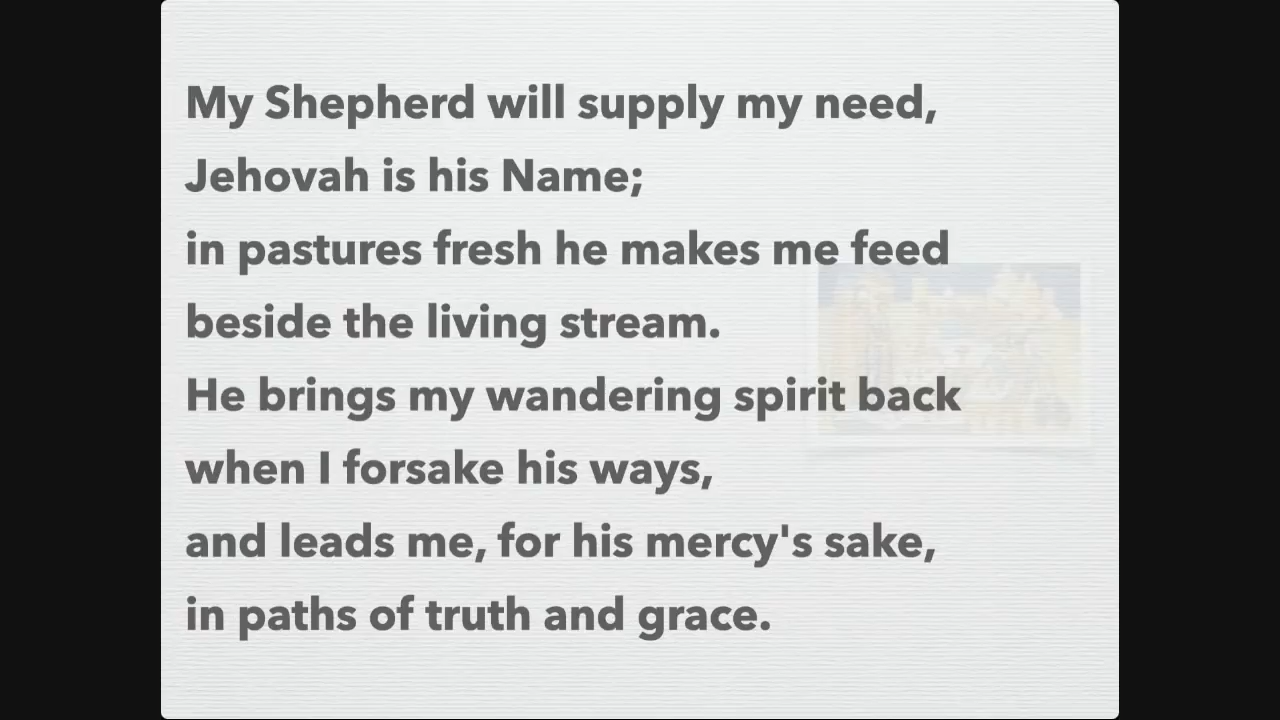 My Shepherd will supply my need,
Jehovah is his Name;
in pastures fresh he makes me feed
beside the living stream.
He brings my wandering spirit back
when I forsake his ways,
and leads me, for his mercy's sake,
in paths of truth and grace.